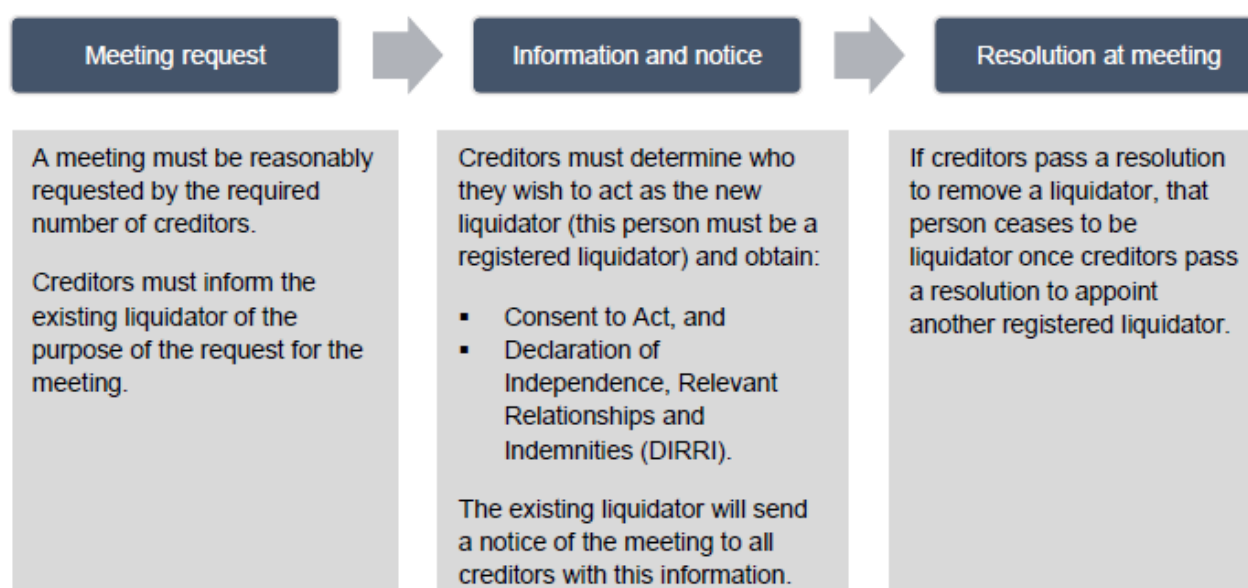 Meeting request
Information and notice
Resolution at meeting
A meeting must be reasonably
requested by the required
number of creditors.
Creditors must inform the
existing liquidator of the
purpose of the request for the
meeting.
Creditors must determine who
they wish to act as the new
liquidator (this person must be a
registered liquidator) and obtain:
▪ Consent to Act, and
▪ Declaration of
Independence, Relevant
Relationships and
Indemnities (DIRRI).
The existing liquidator will send
a notice of the meeting to all
creditors with this information.
If creditors pass a resolution
to remove a liquidator, that
person ceases to be
liquidator once creditors pass
a resolution to appoint
another registered liquidator.